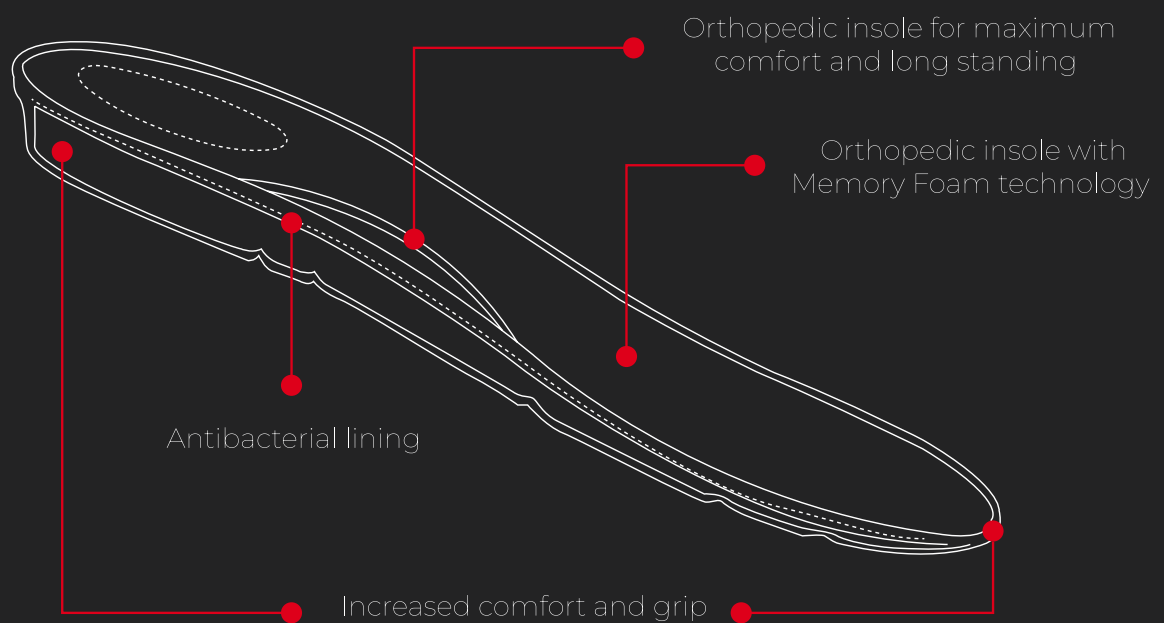 Orthopedic insole for maximum
comfort and long standing
Orthopedic insole with
Memory Foam technology
Antibacterial lining
Increased comfort and grip